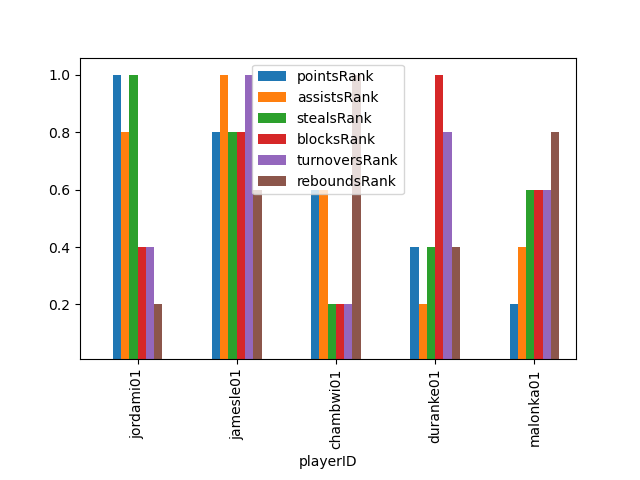 1.0
0.8
0.6
0.4
0.2
pointsRank
assistsRank
stealsRank
blocksRank
turnoversRank
reboundsRank
jordami01
jamesle01
chambwi01
duranke01
malonka01
playerID